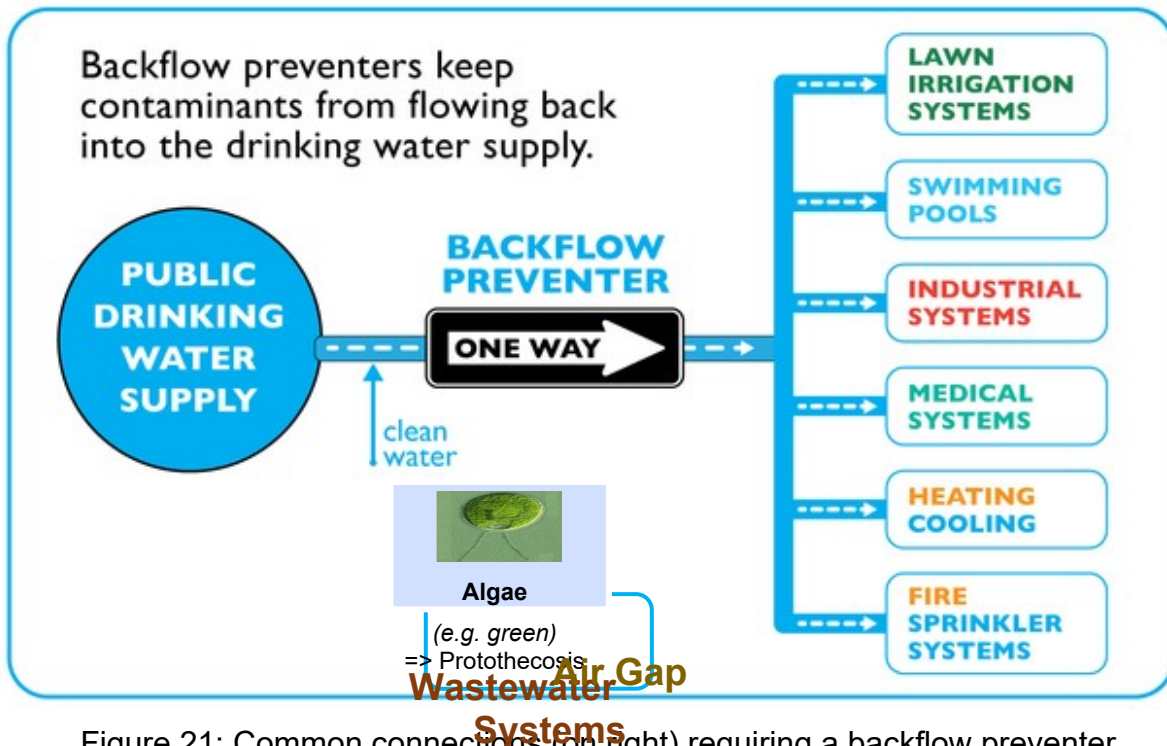 Backflow preventers keep
contaminants from flowing back
into the drinking water supply.
PUBLIC
DRINKING
WATER
SUPPLY
clean
water
BACKFLOW
PREVENTER
ONE WAY
LAWN
IRRIGATION
SYSTEMS
SWIMMING
POOLS
INDUSTRIAL
SYSTEMS
MEDICAL
SYSTEMS
HEATING
COOLING
FIRE
SPRINKLER
SYSTEMS
Algae
(e.g. green)
=> Protothecosis
Air Gap
Wastewater
Systems
Figure 21: Common connections (on right) requiring a backflow preventer